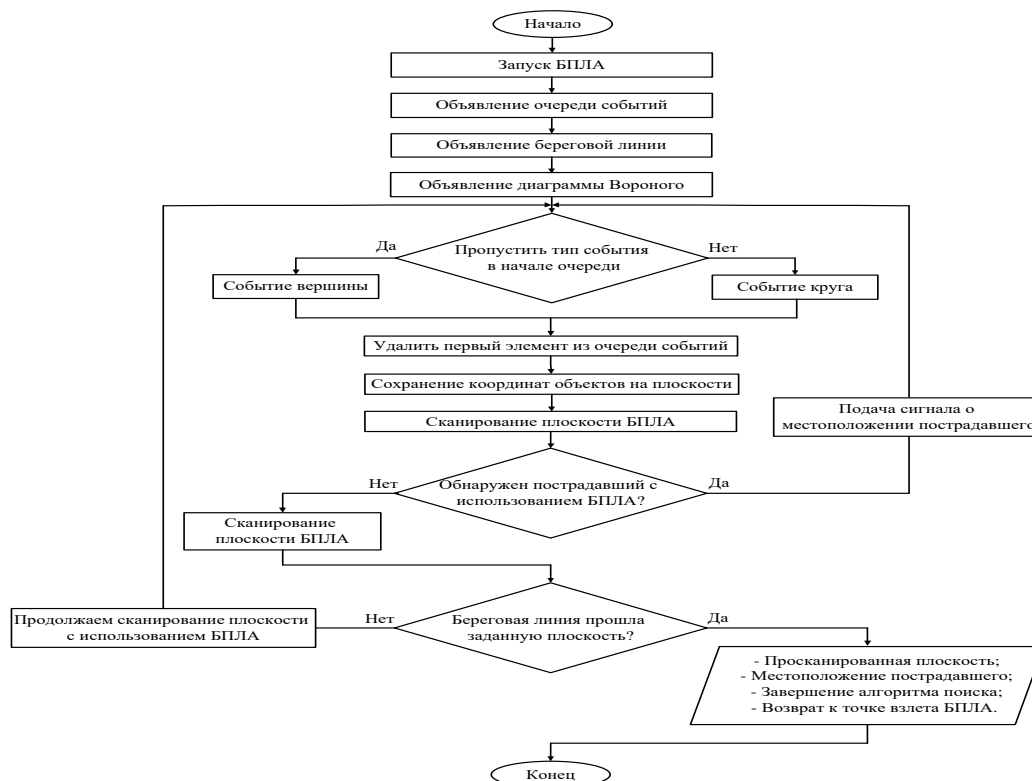 Начало
Запуск БПЛА
Объявление очереди событий
Объявление береговой линии
Объявление диаграммы Вороного
Да
Пропустить тип события
в начале очереди
Нет
Событие вершины
Событие круга
Удалить первый элемент из очереди событий
Сохранение координат объектов на плоскости
Сканирование плоскости БПЛА
Подача сигнала о
местоположении пострадавшего
Нет
Обнаружен пострадавший с
использованием БПЛА?
Да
Сканирование
плоскости БПЛА
Продолжаем сканирование плоскости
с использованием БПЛА
Нет
Береговая линия прошла
заданную плоскость?
Да
- Просканированная плоскость;
- Местоположение пострадавшего;
- Завершение алгоритма поиска;
- Возврат к точке взлета БПЛА.
Конец